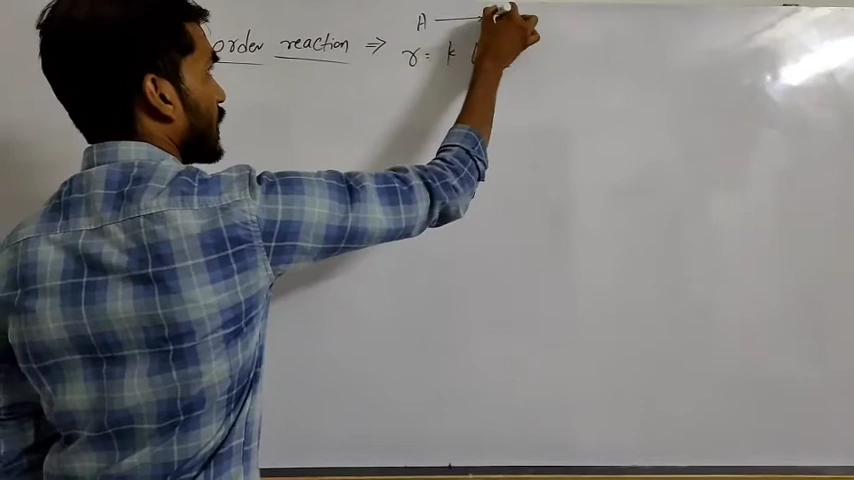 order reaction ⇒ A —
r = k